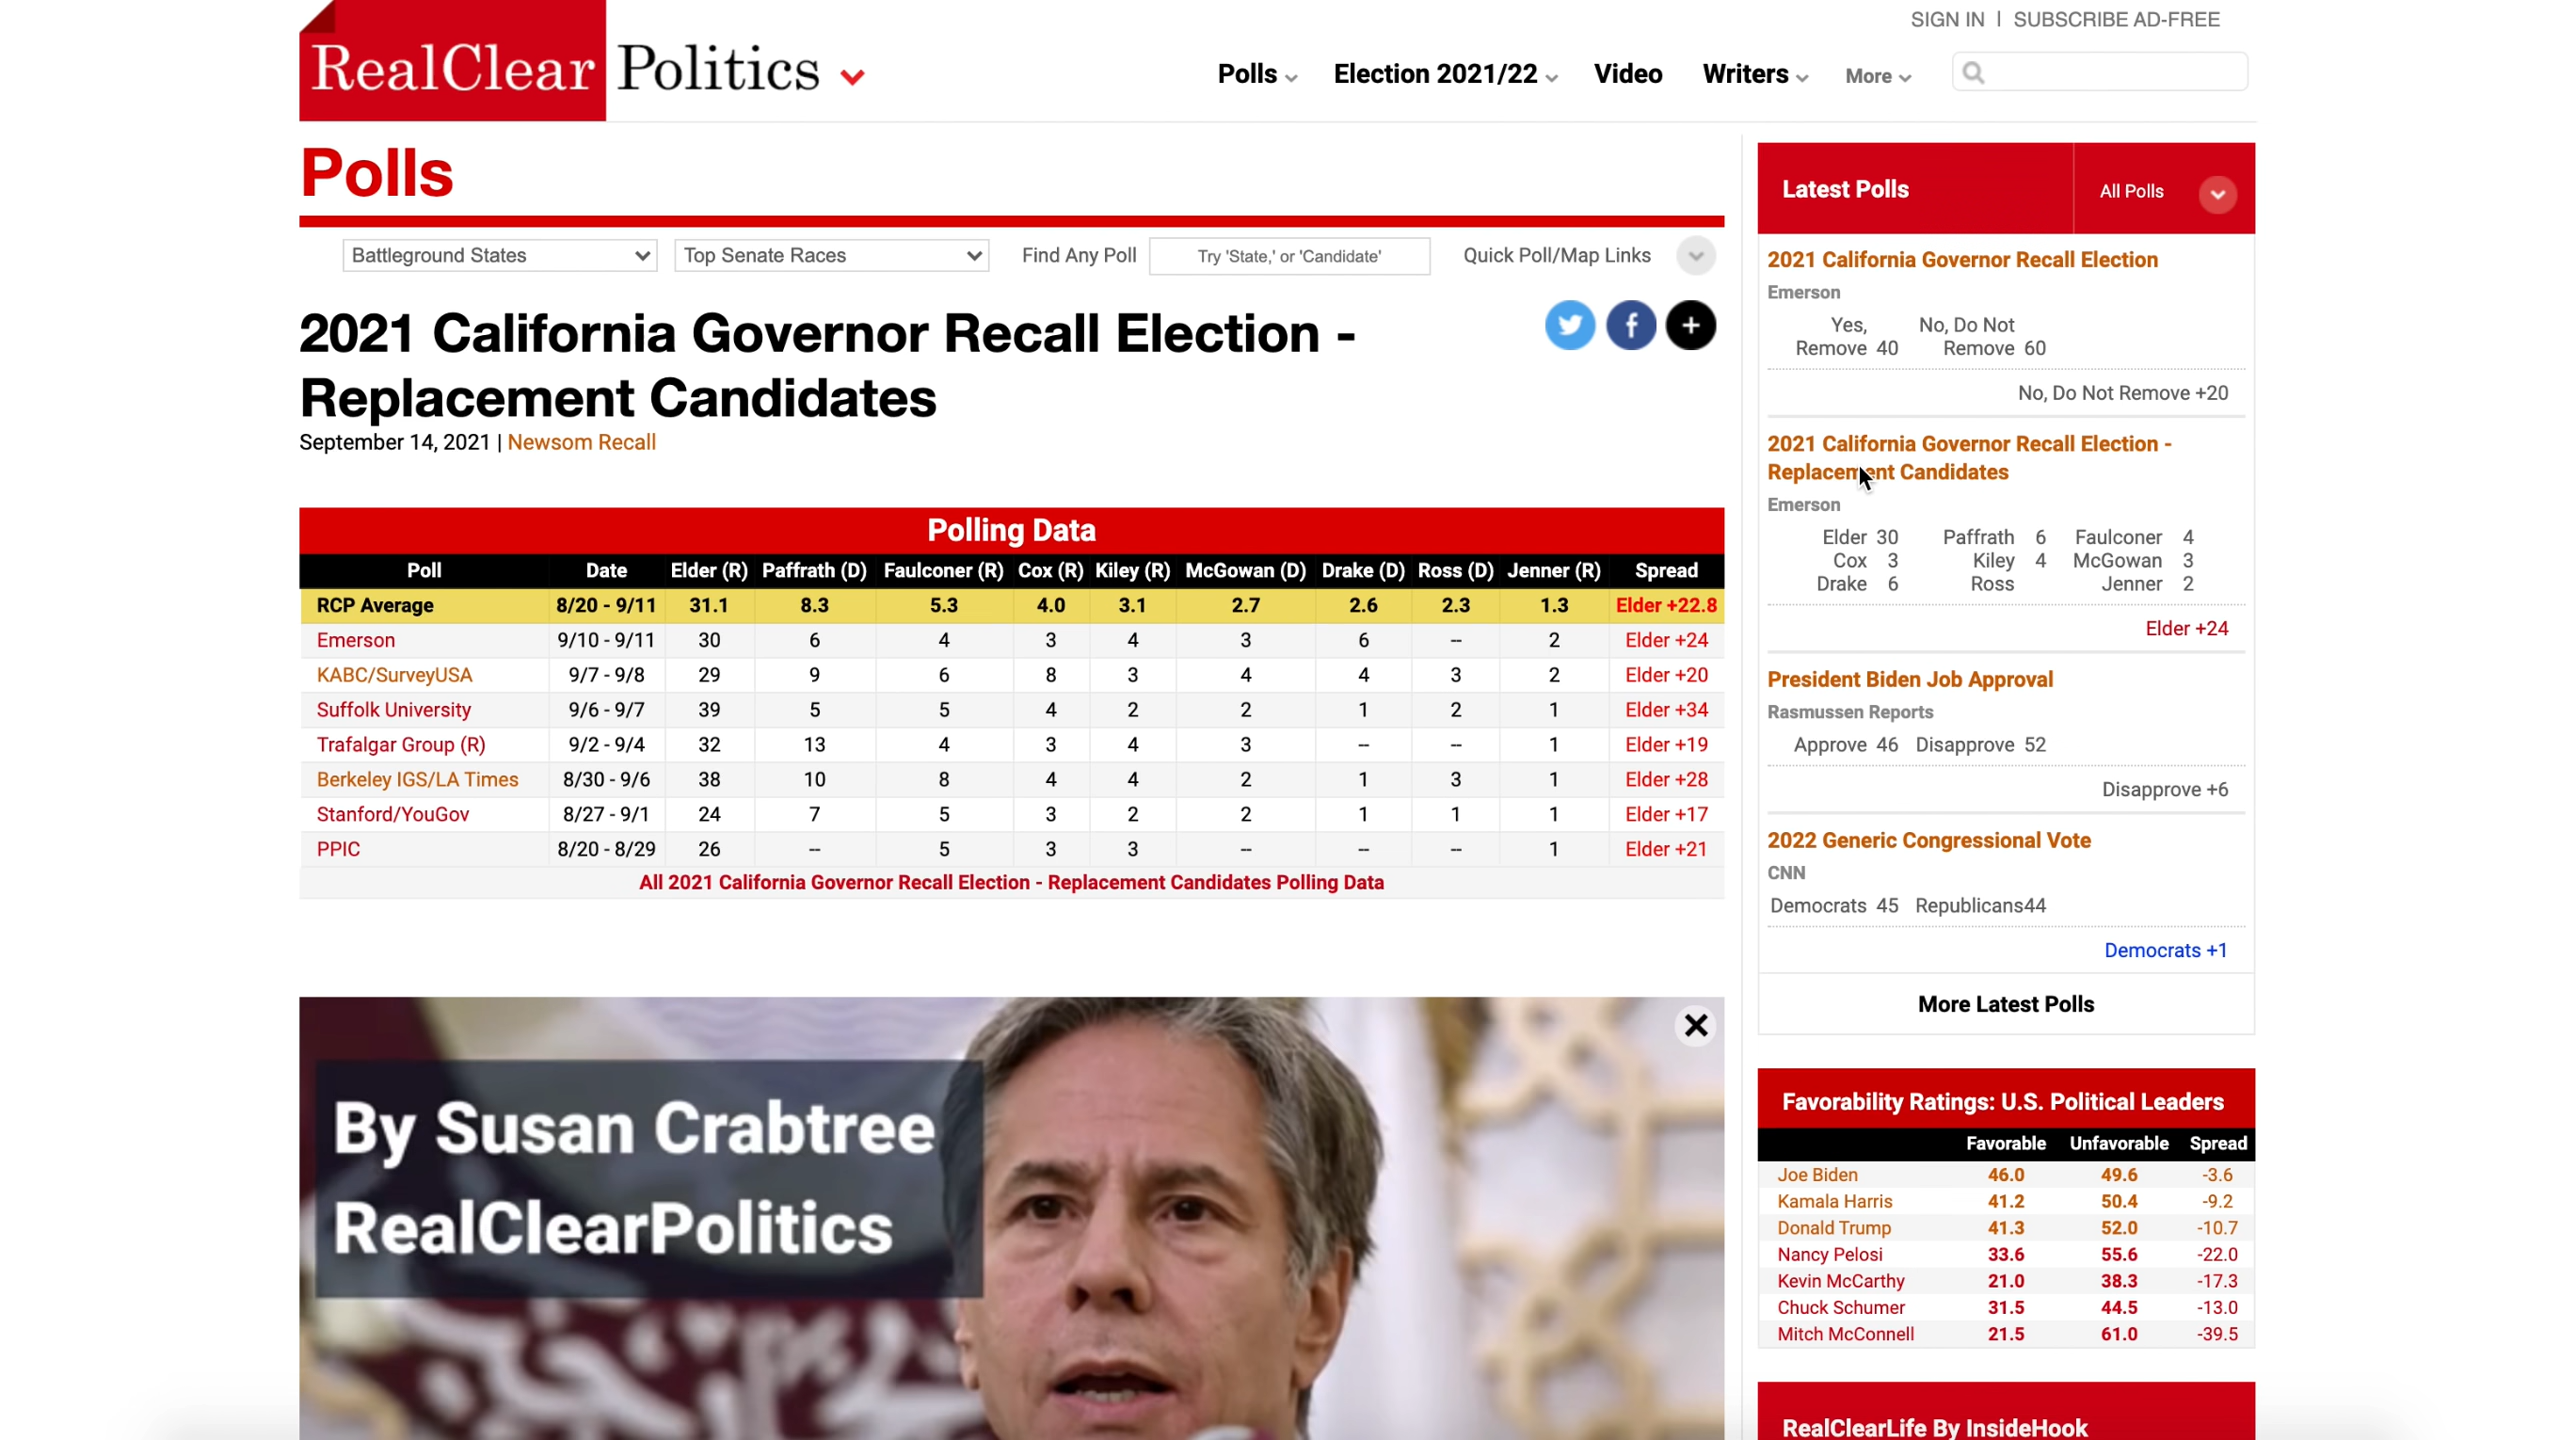 SIGN IN | SUBSCRIBE AD-FREE
RealClear Politics
Polls Election 2021/22 Video Writers More
Polls
Battleground States Top Senate Races Find Any Poll Try 'State,' or 'Candidate' Quick Poll/Map Links
2021 California Governor Recall Election -
Replacement Candidates
September 14, 2021 | Newsom Recall
Polling Data
Poll Date Elder (R) Paffrath (D) Faulconer (R) Cox (R) Kiley (R) McGowan (D) Drake (D) Ross (D) Jenner (R) Spread
RCP Average 8/20 - 9/11 31.1 8.3 5.3 4.0 3.1 2.7 2.6 2.3 1.3 Elder +22.8
Emerson 9/10 - 9/11 30 6 4 3 4 3 6 -- 2 Elder +24
KABC/SurveyUSA 9/7 - 9/8 29 9 6 8 3 4 4 3 2 Elder +20
Suffolk University 9/6 - 9/7 39 5 5 4 2 2 1 2 1 Elder +34
Trafalgar Group (R) 9/2 - 9/4 32 13 4 3 4 3 -- -- 1 Elder +19
Berkeley IGS/LA Times 8/30 - 9/6 38 10 8 4 4 2 1 3 1 Elder +28
Stanford/YouGov 8/27 - 9/1 24 7 5 3 2 2 1 1 1 Elder +17
PPIC 8/20 - 8/29 26 -- 5 3 3 -- -- -- 1 Elder +21
All 2021 California Governor Recall Election - Replacement Candidates Polling Data
By Susan Crabtree
RealClearPolitics
Latest Polls All Polls
2021 California Governor Recall Election
Emerson
Yes, No, Do Not
Remove 40 Remove 60
No, Do Not Remove +20
2021 California Governor Recall Election -
Replacement Candidates
Emerson
Elder 30 Paffrath 6 Faulconer 4
Cox 3 Kiley 4 McGowan 3
Drake 6 Ross Jenner 2
Elder +24
President Biden Job Approval
Rasmussen Reports
Approve 46 Disapprove 52
Disapprove +6
2022 Generic Congressional Vote
CNN
Democrats 45 Republicans44
Democrats +1
More Latest Polls
Favorability Ratings: U.S. Political Leaders
Favorable Unfavorable Spread
Joe Biden 46.0 49.6 -3.6
Kamala Harris 41.2 50.4 -9.2
Donald Trump 41.3 52.0 -10.7
Nancy Pelosi 33.6 55.6 -22.0
Kevin McCarthy 21.0 38.3 -17.3
Chuck Schumer 31.5 44.5 -13.0
Mitch McConnell 21.5 61.0 -39.5
RealClearLife By InsideHook